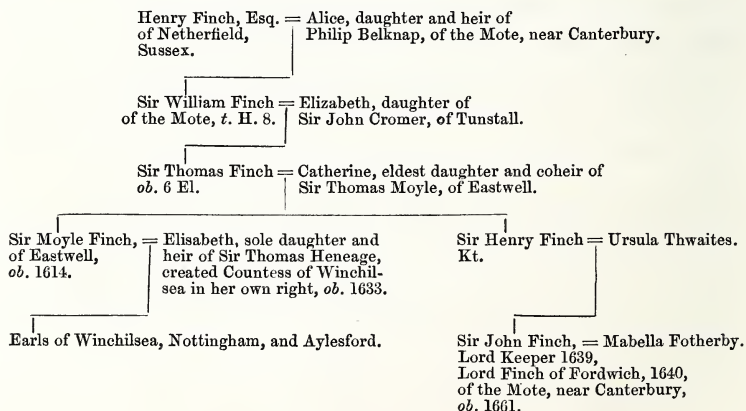 Henry Finch, Esq. = Alice, daughter and heir of
of Netherfield, Philip Belknap, of the Mote, near Canterbury.
Sussex.
Sir William Finch = Elizabeth, daughter of
of the Mote, t. H. 8. Sir John Cromer, of Tunstall.
Sir Thomas Finch = Catherine, eldest daughter and coheir of
ob. 6 El. Sir Thomas Moyle, of Eastwell.
Sir Moyle Finch, = Elisabeth, sole daughter and
of Eastwell, heir of Sir Thomas Heneage,
ob. 1614. created Countess of Winchil-
sea in her own right, ob. 1633.
Sir Henry Finch = Ursula Thwaites.
Kt.
Earls of Winchilsea, Nottingham, and Aylesford.
Sir John Finch, = Mabella Fotherby.
Lord Keeper 1639,
Lord Finch of Fordwich, 1640,
of the Mote, near Canterbury,
ob. 1661.